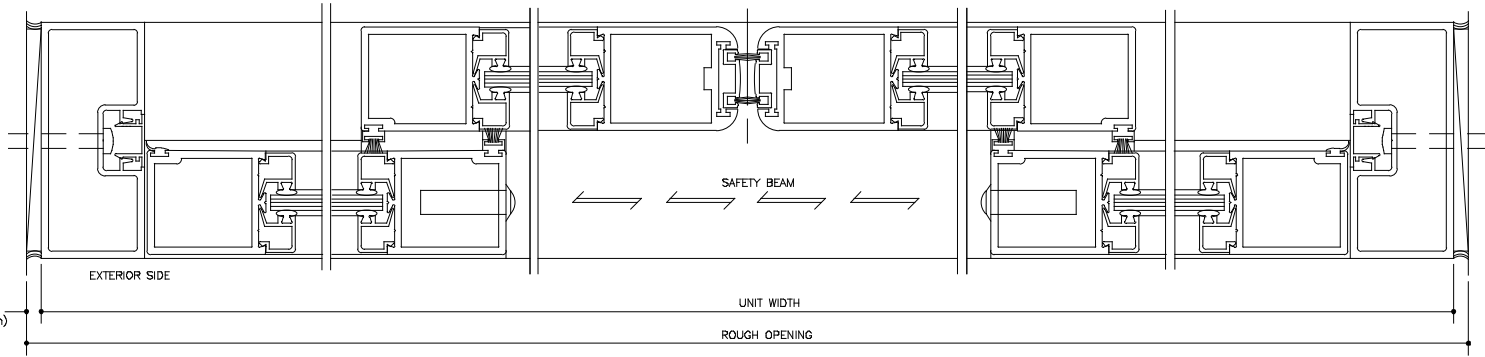 SAFETY BEAM
EXTERIOR SIDE
UNIT WIDTH
ROUGH OPENING